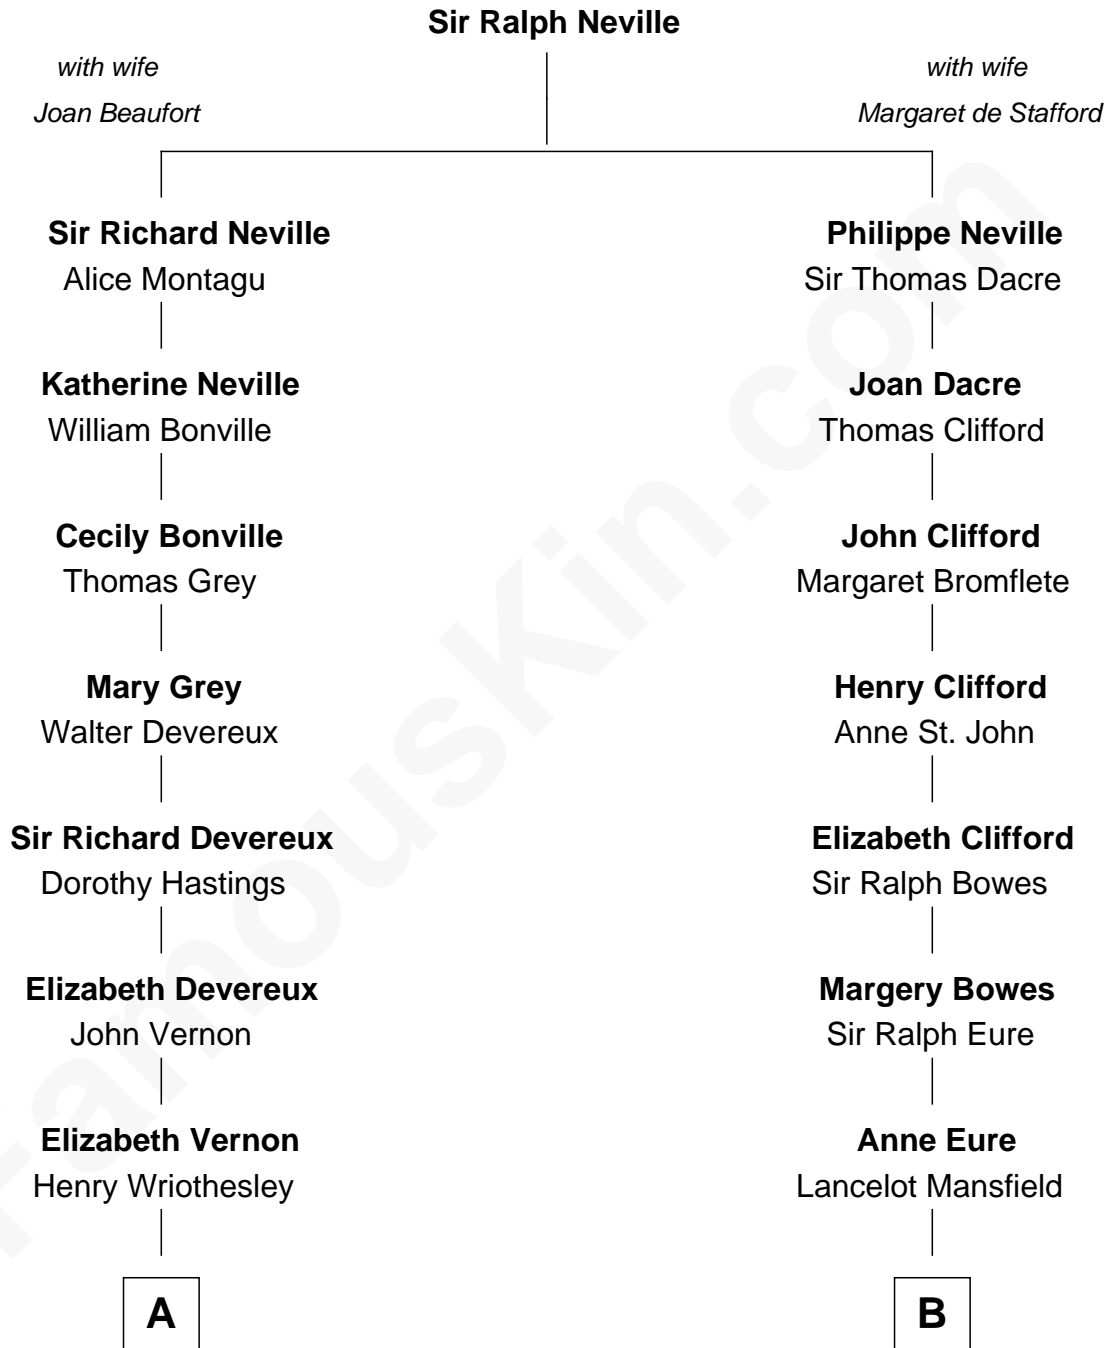 Sir Ralph Neville
with wife
Joan Beaufort
with wife
Margaret de Stafford
Sir Richard Neville
Alice Montagu
Philippe Neville
Sir Thomas Dacre
Katherine Neville
William Bonville
Joan Dacre
Thomas Clifford
Cecily Bonville
Thomas Grey
John Clifford
Margaret Bromflete
Mary Grey
Walter Devereux
Henry Clifford
Anne St. John
Sir Richard Devereux
Dorothy Hastings
Elizabeth Clifford
Sir Ralph Bowes
Elizabeth Devereux
John Vernon
Margery Bowes
Sir Ralph Eure
Elizabeth Vernon
Henry Wriothesley
Anne Eure
Lancelot Mansfield
A
B
FamousKin.com